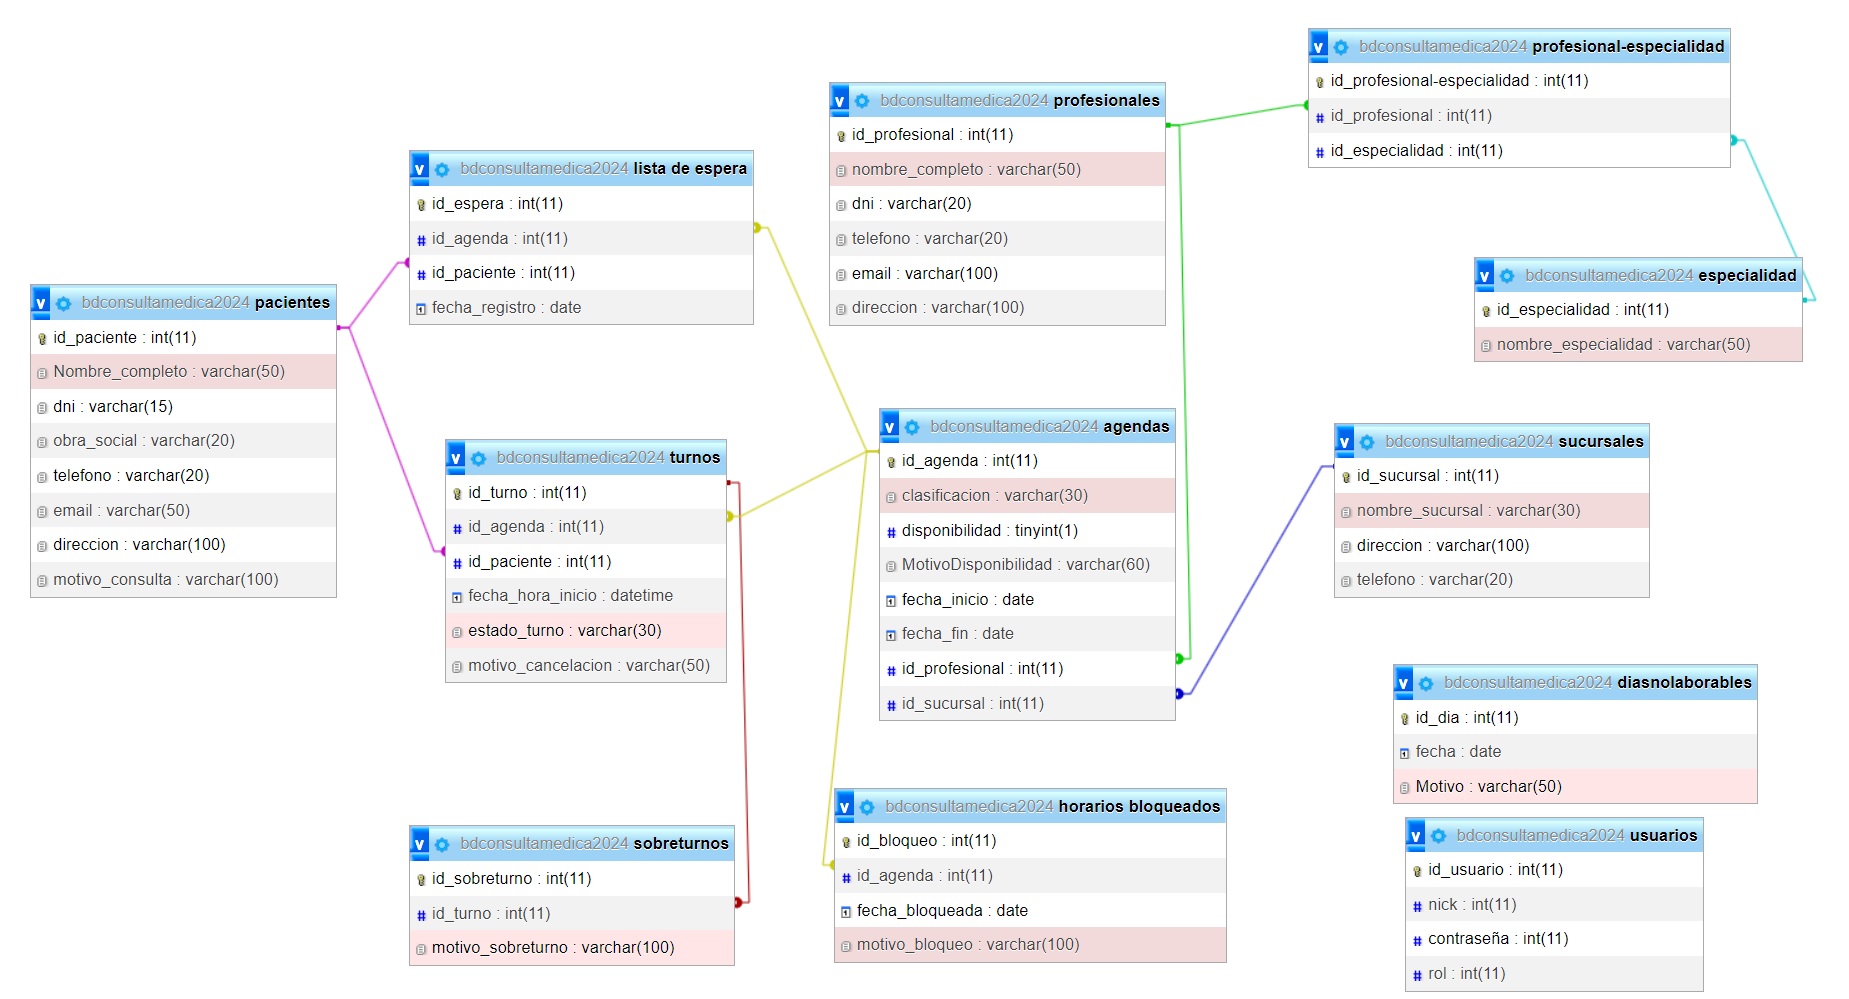 v bdconsultamedica2024 pacientes
id_paciente : int(11)
Nombre_completo : varchar(50)
dni : varchar(15)
obra_social : varchar(20)
telefono : varchar(20)
email : varchar(50)
direccion : varchar(100)
motivo_consulta : varchar(100)
v bdconsultamedica2024 lista de espera
id_espera : int(11)
# id_agenda : int(11)
# id_paciente : int(11)
fecha_registro : date
v bdconsultamedica2024 turnos
id_turno : int(11)
# id_agenda : int(11)
# id_paciente : int(11)
fecha_hora_inicio : datetime
estado_turno : varchar(30)
motivo_cancelacion : varchar(50)
v bdconsultamedica2024 sobreturnos
id_sobreturno : int(11)
# id_turno : int(11)
motivo_sobreturno : varchar(100)
v bdconsultamedica2024 profesionales
id_profesional : int(11)
nombre_completo : varchar(50)
dni : varchar(20)
telefono : varchar(20)
email : varchar(100)
direccion : varchar(100)
v bdconsultamedica2024 agendas
id_agenda : int(11)
clasificacion : varchar(30)
# disponibilidad : tinyint(1)
MotivoDisponibilidad : varchar(60)
fecha_inicio : date
fecha_fin : date
# id_profesional : int(11)
# id_sucursal : int(11)
v bdconsultamedica2024 horarios bloqueados
id_bloqueo : int(11)
# id_agenda : int(11)
fecha_bloqueada : date
motivo_bloqueo : varchar(100)
v bdconsultamedica2024 profesional-especialidad
id_profesional-especialidad : int(11)
# id_profesional : int(11)
# id_especialidad : int(11)
v bdconsultamedica2024 especialidad
id_especialidad : int(11)
nombre_especialidad : varchar(50)
v bdconsultamedica2024 sucursales
id_sucursal : int(11)
nombre_sucursal : varchar(30)
direccion : varchar(100)
telefono : varchar(20)
v bdconsultamedica2024 diasnolaborables
id_dia : int(11)
fecha : date
Motivo : varchar(50)
v bdconsultamedica2024 usuarios
id_usuario : int(11)
# nick : int(11)
# contraseña : int(11)
# rol : int(11)